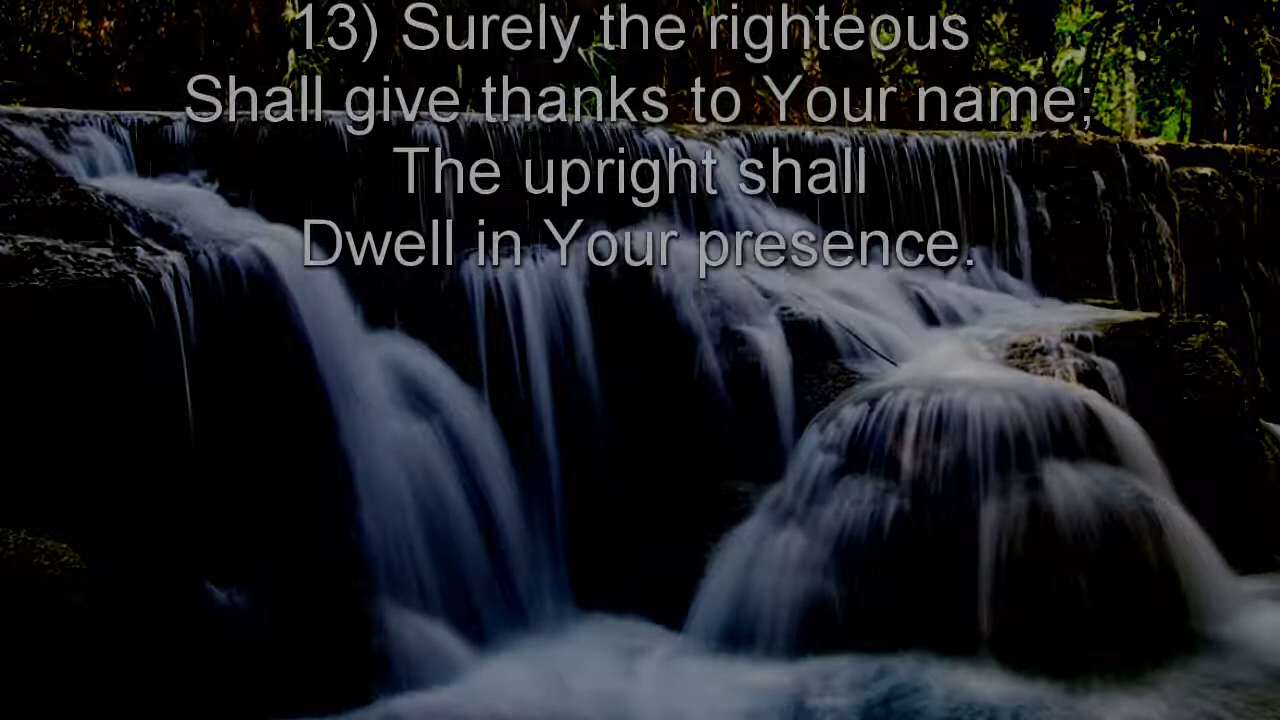 13) Surely the righteous
Shall give thanks to Your name;
The upright shall
Dwell in Your presence.